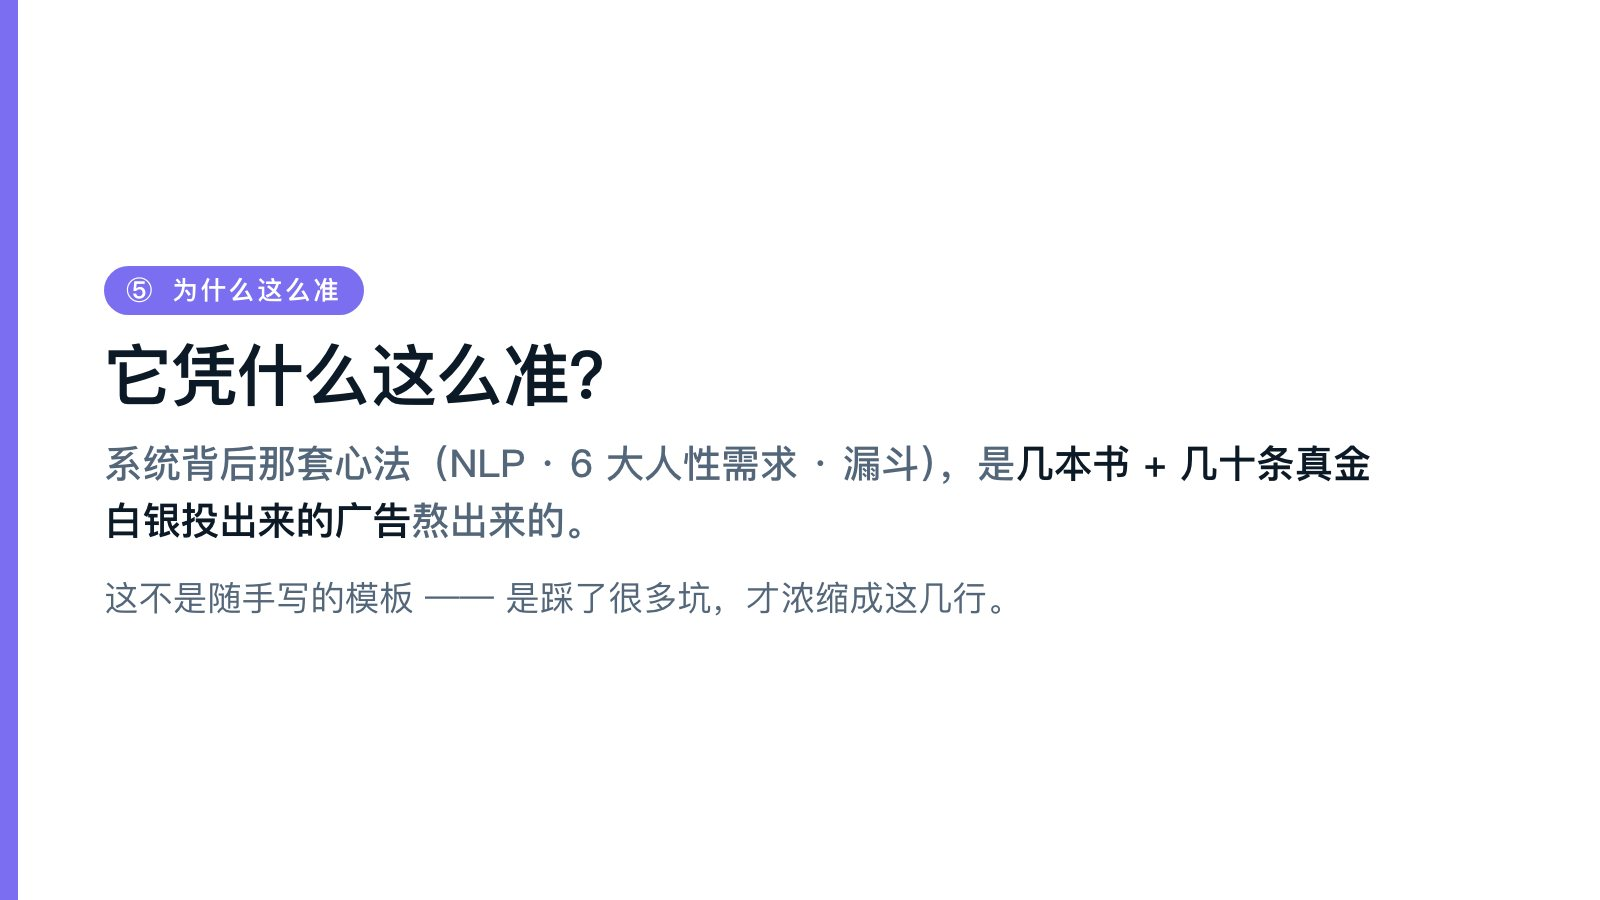 ⑤ 为什么这么准
它凭什么这么准?
系统背后那套心法（NLP · 6 大人性需求 · 漏斗），是几本书 + 几十条真金
白银投出来的广告熬出来的。
这不是随手写的模板 —— 是踩了很多坑，才浓缩成这几行。